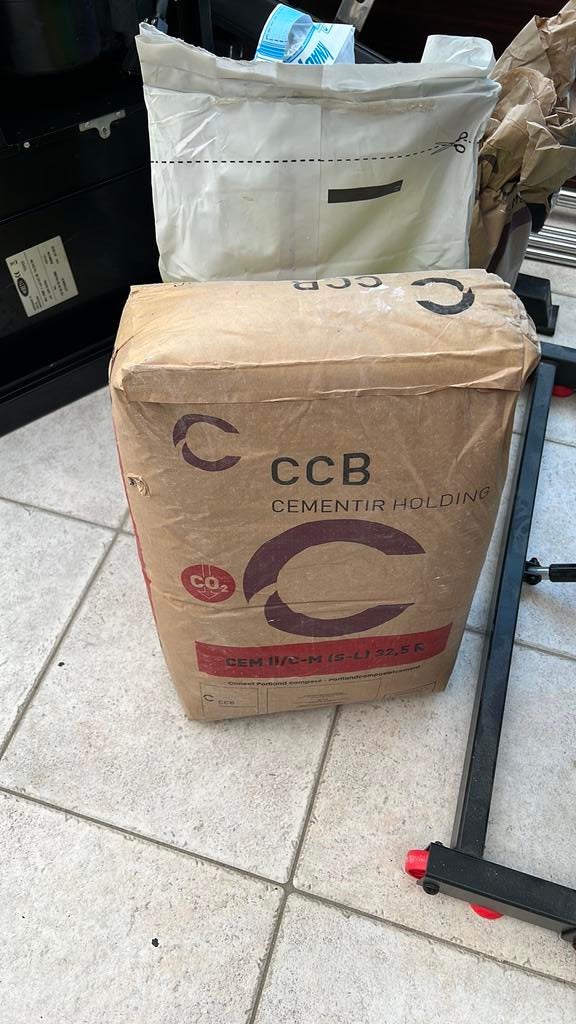 CCB
CCB
CEMENTIR HOLDING
CO₂
CEM II/C-M (S-L) 32,5 R
Ciment Portland composé - Portlandcomposietcement
CCB